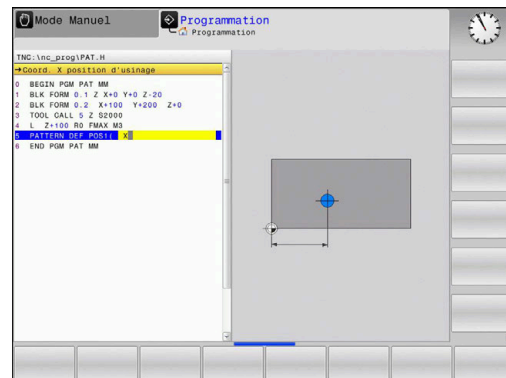 Mode Manuel
Programmation
Programmation
TNC:\nc_prog\PAT.H
→Coord. X position d'usinage
0 BEGIN PGM PAT MM
1 BLK FORM 0.1 Z X+0 Y+0 Z-20
2 BLK FORM 0.2 X+100 Y+200 Z+0
3 TOOL CALL 5 Z S2000
4 L Z+100 R0 FMAX M3
5 PATTERN DEF POS1( X
6 END PGM PAT MM